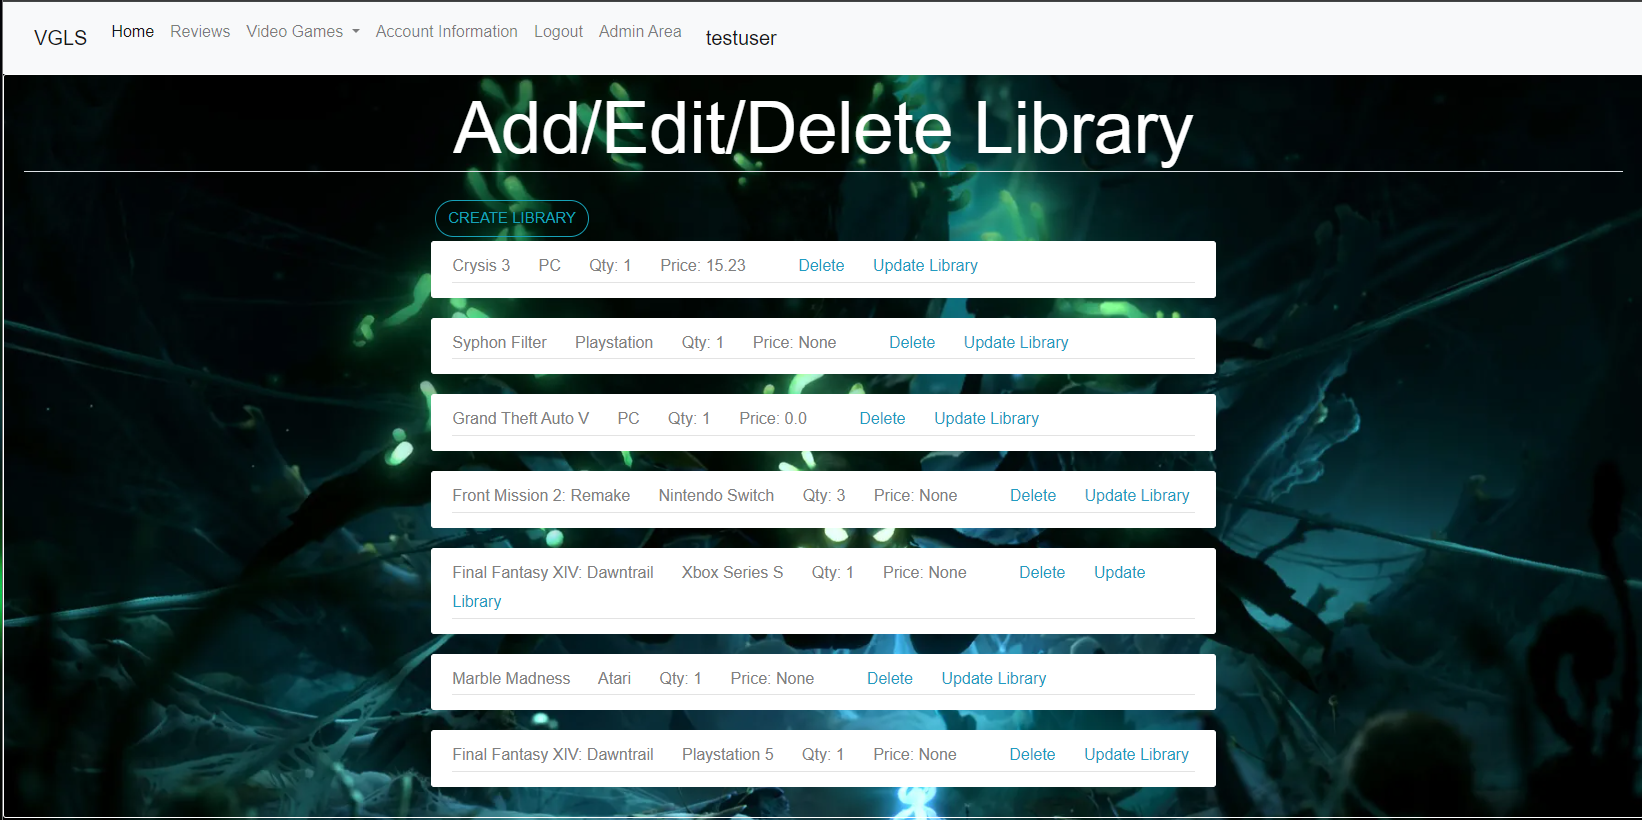 VGLS Home Reviews Video Games Account Information Logout Admin Area testuser
Add/Edit/Delete Library
CREATE LIBRARY
Crysis 3 PC Qty: 1 Price: 15.23 Delete Update Library
Syphon Filter Playstation Qty: 1 Price: None Delete Update Library
Grand Theft Auto V PC Qty: 1 Price: 0.0 Delete Update Library
Front Mission 2: Remake Nintendo Switch Qty: 3 Price: None Delete Update Library
Final Fantasy XIV: Dawntrail Xbox Series S Qty: 1 Price: None Delete Update
Library
Marble Madness Atari Qty: 1 Price: None Delete Update Library
Final Fantasy XIV: Dawntrail Playstation 5 Qty: 1 Price: None Delete Update Library